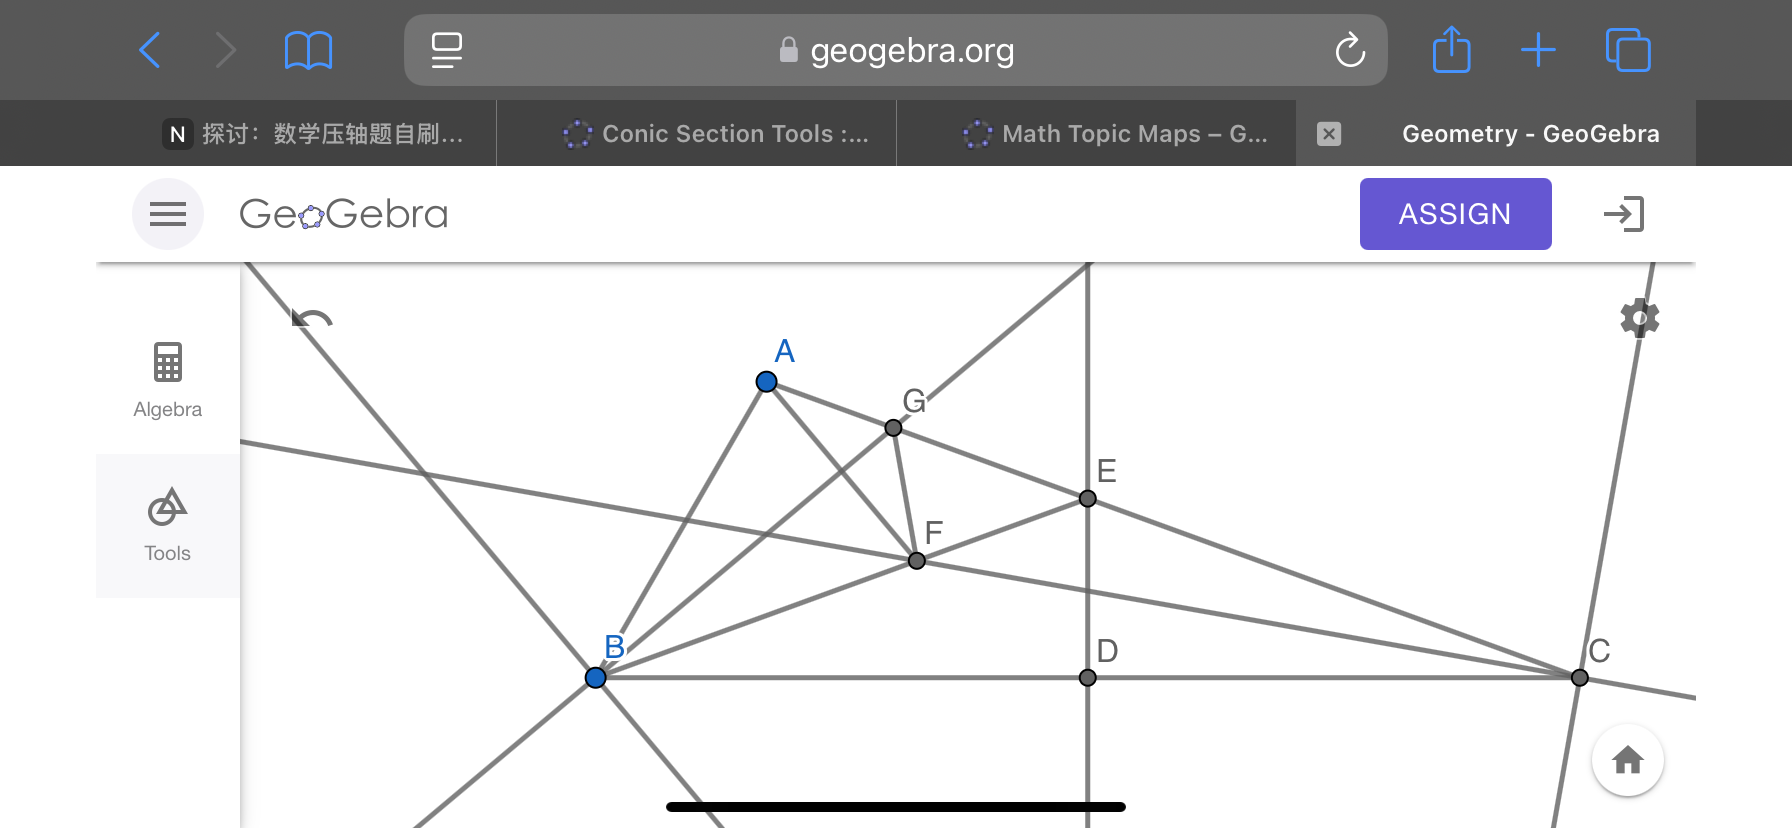 geogebra.org
N 探讨：数学压轴题自刷...
Conic Section Tools :...
Math Topic Maps – G...
Geometry - GeoGebra
GeoGebra
ASSIGN
Algebra
Tools
A
G
E
F
B
D
C